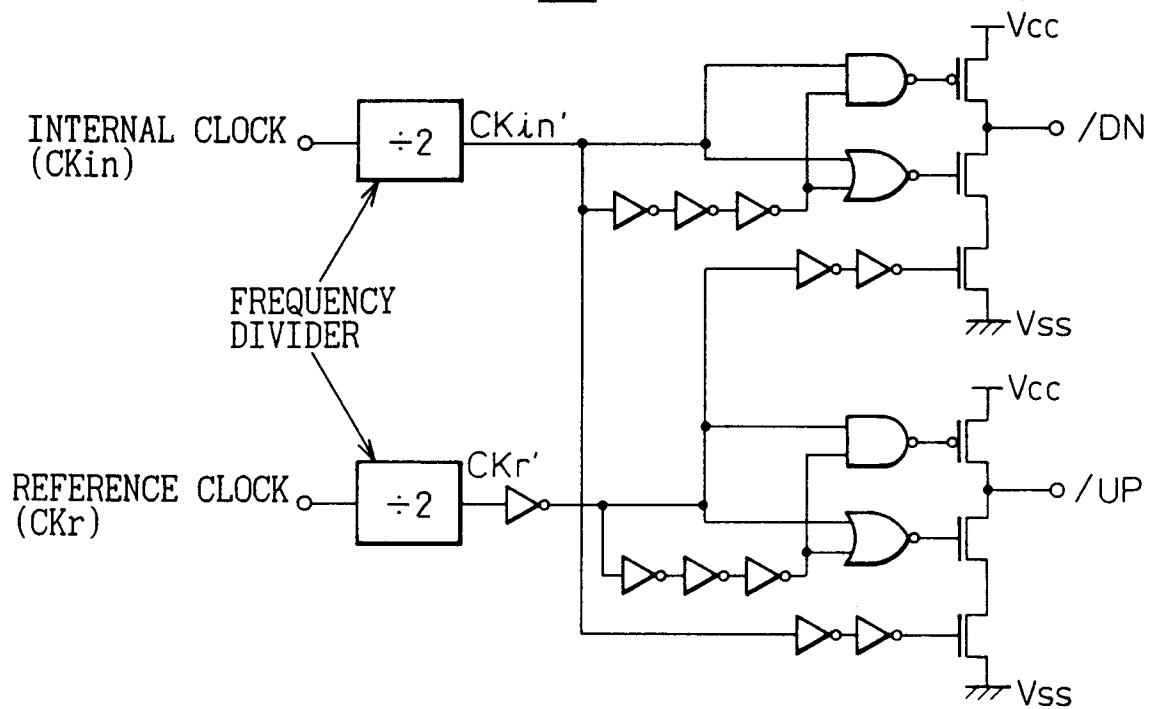 Vcc
INTERNAL CLOCK
(CKin)
÷2
CKin'
/DN
FREQUENCY
DIVIDER
Vss
Vcc
REFERENCE CLOCK
(CKr)
÷2
CKr'
/UP
Vss